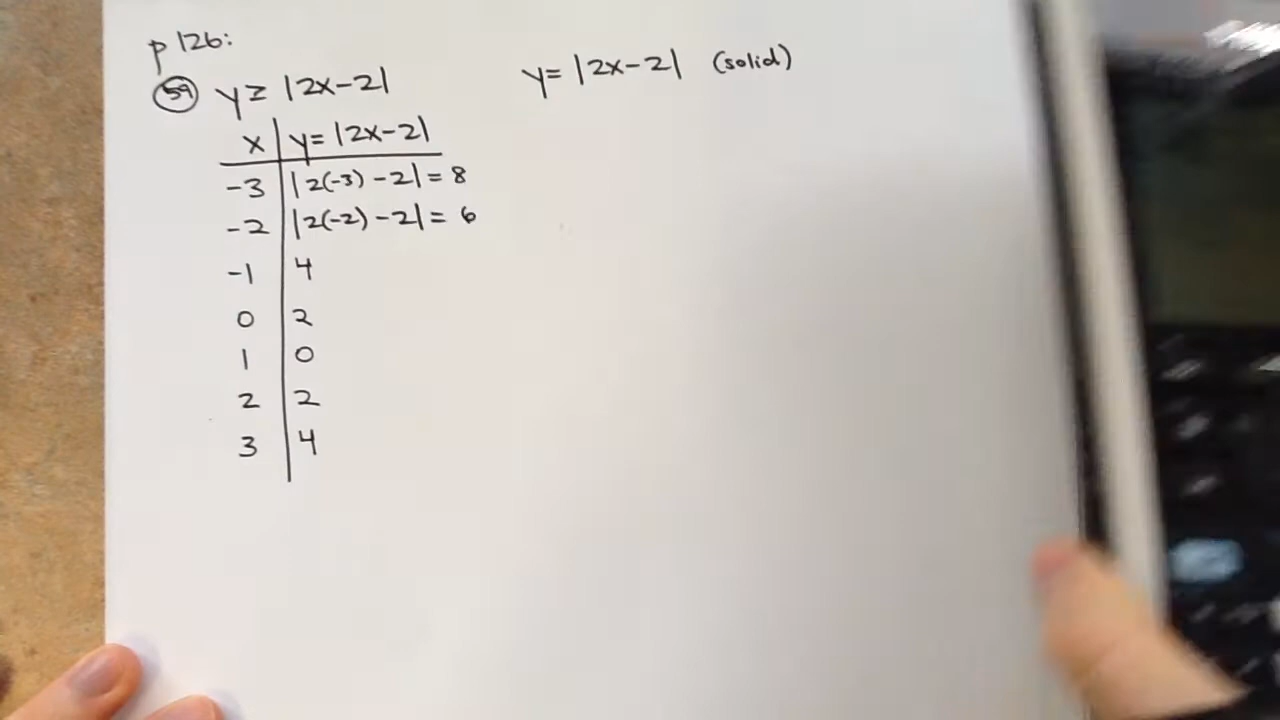 p 126:
59 y ≥ |2x-2|
y= |2x-2| (solid)
x y= |2x-2|
-3 |2(-3) -2| = 8
-2 |2(-2) -2| = 6
-1 4
0 2
1 0
2 2
3 4